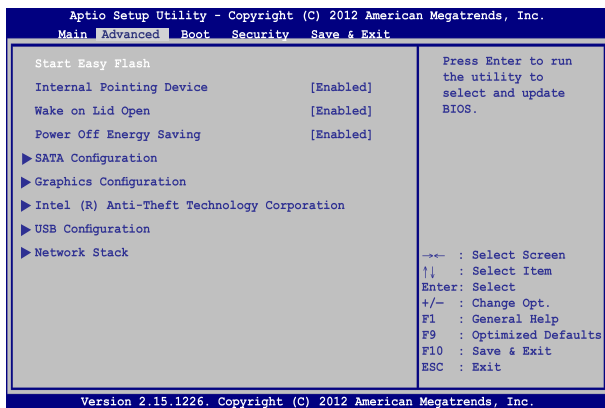 Aptio Setup Utility - Copyright (C) 2012 American Megatrends, Inc.
Main Advanced Boot Security Save & Exit
Start Easy Flash
Internal Pointing Device [Enabled]
Wake on Lid Open [Enabled]
Power Off Energy Saving [Enabled]
SATA Configuration
Graphics Configuration
Intel (R) Anti-Theft Technology Corporation
USB Configuration
Network Stack
Press Enter to run
the utility to
select and update
BIOS.
→← : Select Screen
↑↓ : Select Item
Enter: Select
+/— : Change Opt.
F1 : General Help
F9 : Optimized Defaults
F10 : Save & Exit
ESC : Exit
Version 2.15.1226. Copyright (C) 2012 American Megatrends, Inc.